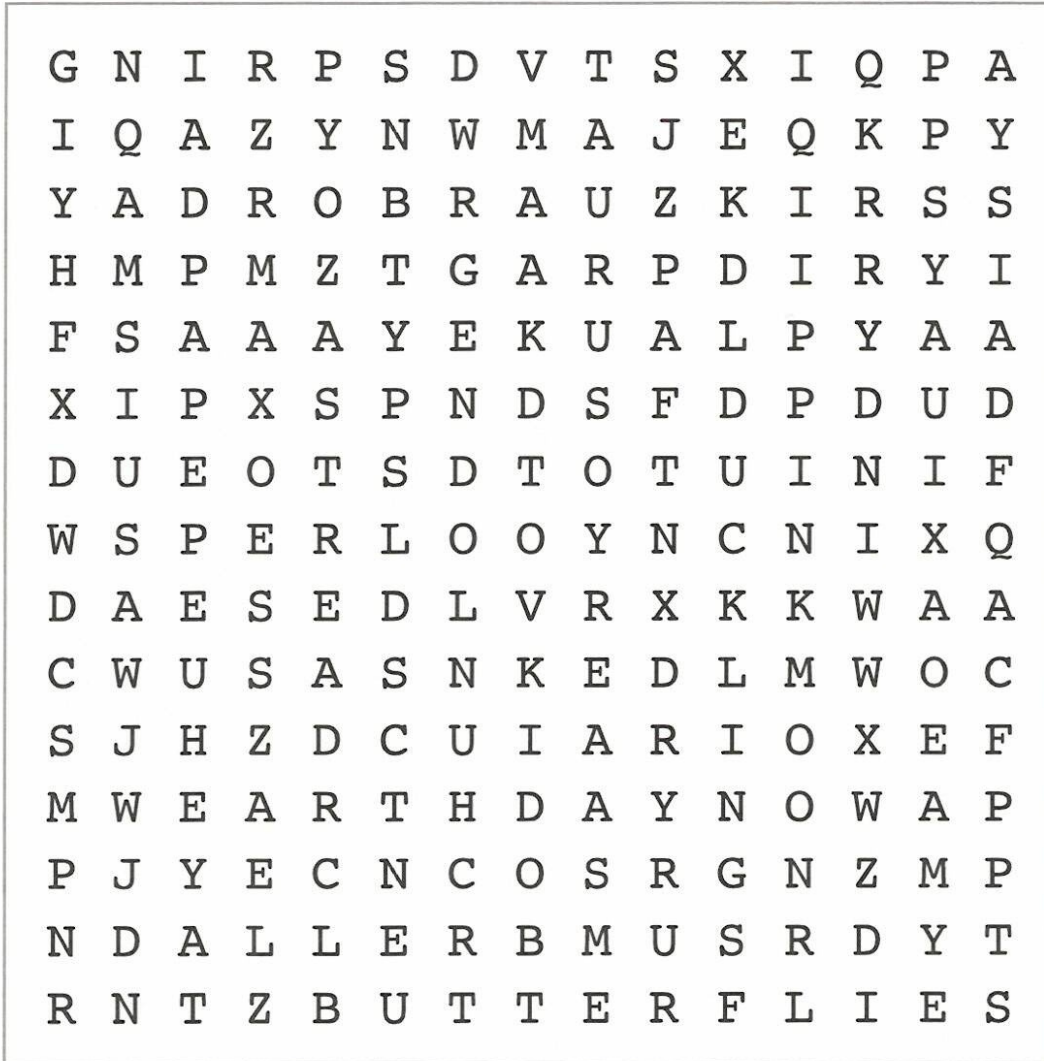 G N I R P S D V T S X I Q P A
I Q A Z Y N W M A J E Q K P Y
Y A D R O B R A U Z K I R S S
H M P M Z T G A R P D I R Y I
F S A A A Y E K U A L P Y A A
X I P X S P N D S F D P D U D
D U E O T S D T O T U I N I F
W S P E R L O O Y N C N I X Q
D A E S E D L V R X K K W A A
C W U S A S N K E D L M W O C
S J H Z D C U I A R I O X E F
M W E A R T H D A Y N O W A P
P J Y E C N C O S R G N Z M P
N D A L L E R B M U S R D Y T
R N T Z B U T T E R F L I E S